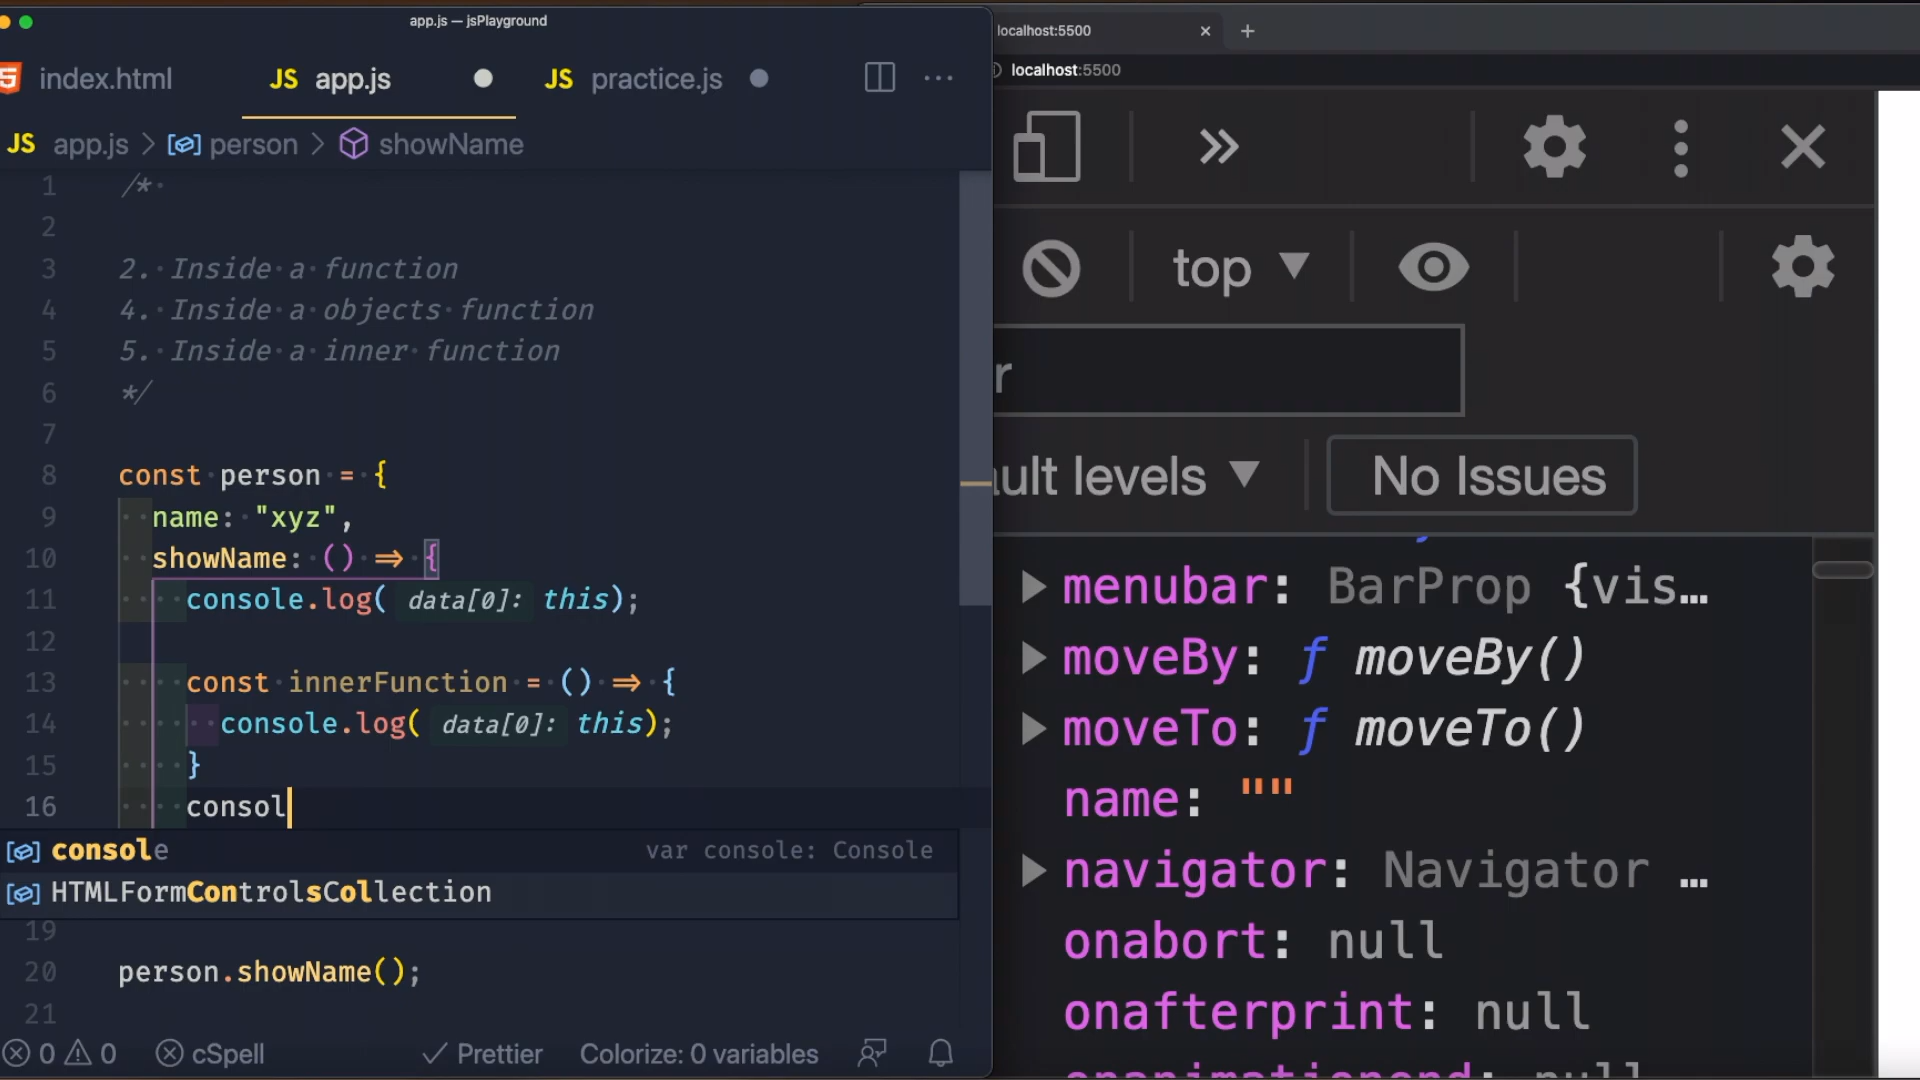 app.js — jsPlayground
index.html
JS app.js
JS practice.js
JS app.js > person > showName
1 /*
2
3 2. Inside a function
4 4. Inside a objects function
5 5. Inside a inner function
6 */
7
8 const person = {
9 name: "xyz",
10 showName: () => {
11 console.log( data[0]: this);
12
13 const innerFunction = () => {
14 console.log( data[0]: this);
15 }
16 consol
console var console: Console
HTMLFormControlsCollection
19
20 person.showName();
21
0 0 cSpell Prettier Colorize: 0 variables
localhost:5500
localhost:5500
top ▼
r
ult levels ▼ No Issues
menubar: BarProp {vis…
moveBy: ƒ moveBy()
moveTo: ƒ moveTo()
name: ""
navigator: Navigator …
onabort: null
onafterprint: null